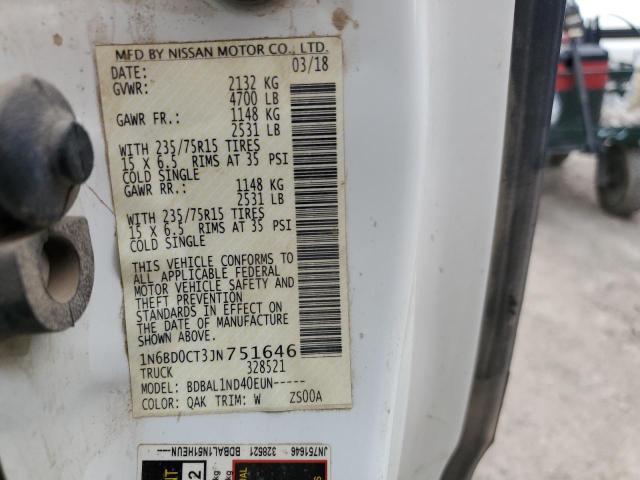 MFD BY NISSAN MOTOR CO., LTD.
DATE: 03/18
GVWR: 2132 KG
4700 LB
GAWR FR.: 1148 KG
2531 LB
WITH 235/75R15 TIRES
15 X 6.5 RIMS AT 35 PSI
COLD SINGLE
GAWR RR.: 1148 KG
2531 LB
WITH 235/75R15 TIRES
15 X 6.5 RIMS AT 35 PSI
COLD SINGLE
THIS VEHICLE CONFORMS TO
ALL APPLICABLE FEDERAL
MOTOR VEHICLE SAFETY AND
THEFT PREVENTION
STANDARDS IN EFFECT ON
THE DATE OF MANUFACTURE
SHOWN ABOVE.
1N6BD0CT3JN751646
TRUCK 328521
MODEL: BDBAL1ND40EUN-----
COLOR: QAK TRIM: W ZS00A
JN751646 328521 BDBAL1N61HEUN---